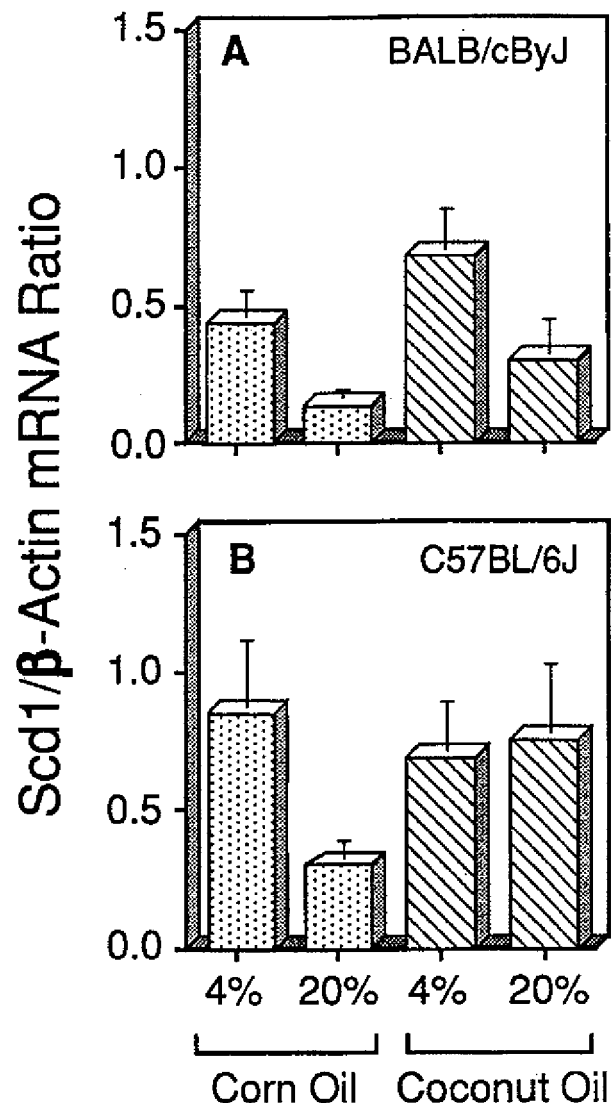 Scd1/β-Actin mRNA Ratio
A
BALB/cByJ
1.5
1.0
0.5
0.0
B
C57BL/6J
1.5
1.0
0.5
0.0
4% 20% 4% 20%
Corn Oil Coconut Oil